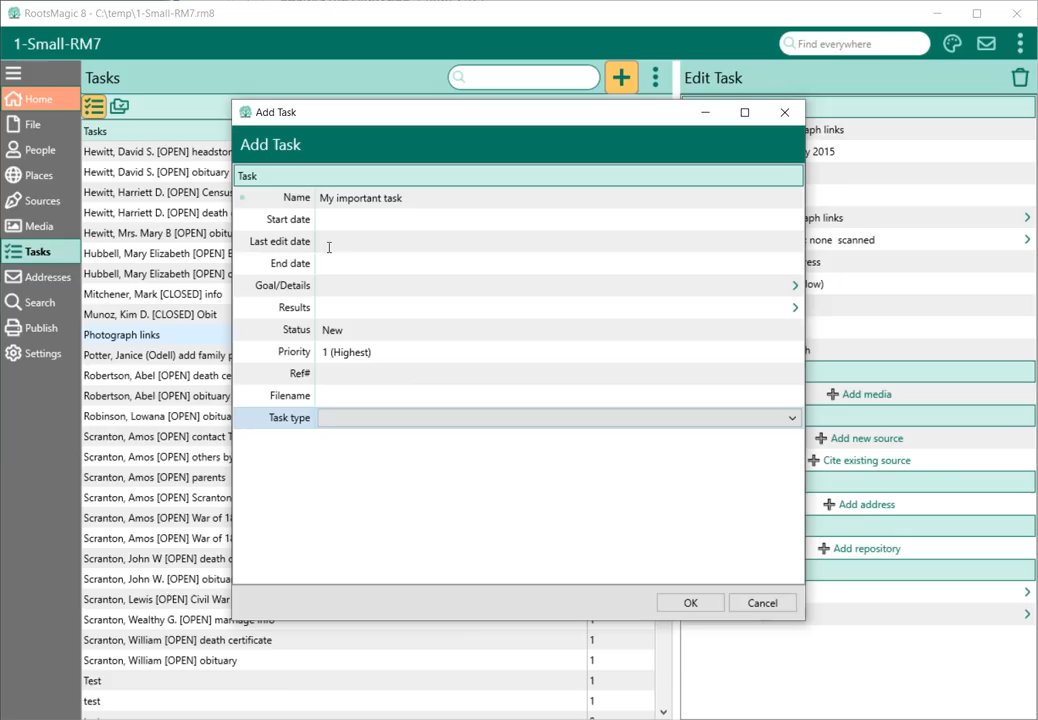 RootsMagic 8 - C:\temp\1-Small-RM7.rm8
1-Small-RM7
Find everywhere
Tasks
Edit Task
Home
File
People
Places
Sources
Media
Tasks
Addresses
Search
Publish
Settings
Tasks
Hewitt, David S. [OPEN] headston
Hewitt, David S. [OPEN] obituary
Hewitt, Harriett D. [OPEN] Census
Hewitt, Harriett D. [OPEN] death
Hewitt, Mrs. Mary B [OPEN] obitu
Hubbell, Mary Elizabeth [OPEN]
Hubbell, Mary Elizabeth [OPEN]
Mitchener, Mark [CLOSED] info
Munoz, Kim D. [CLOSED] Obit
Photograph links
Potter, Janice (Odell) add family p
Robertson, Abel [OPEN] death ce
Robertson, Abel [OPEN] obituary
Robinson, Lowana [OPEN] obitua
Scranton, Amos [OPEN] contact T
Scranton, Amos [OPEN] others by
Scranton, Amos [OPEN] parents
Scranton, Amos [OPEN] Scranton
Scranton, Amos [OPEN] War of 18
Scranton, Amos [OPEN] War of 18
Scranton, John W [OPEN] death c
Scranton, John W. [OPEN] obitua
Scranton, Lewis [OPEN] Civil War
Scranton, Wealthy G. [OPEN] marriage info 1
Scranton, William [OPEN] death certificate 1
Scranton, William [OPEN] obituary 1
Test 1
test 1
Add Task
Add Task
Task
Name My important task
Start date
Last edit date
End date
Goal/Details
Results
Status New
Priority 1 (Highest)
Ref#
Filename
Task type
OK Cancel
aph links
y 2015
aph links
: none scanned
ress
low)
h
Add media
Add new source
Cite existing source
Add address
Add repository